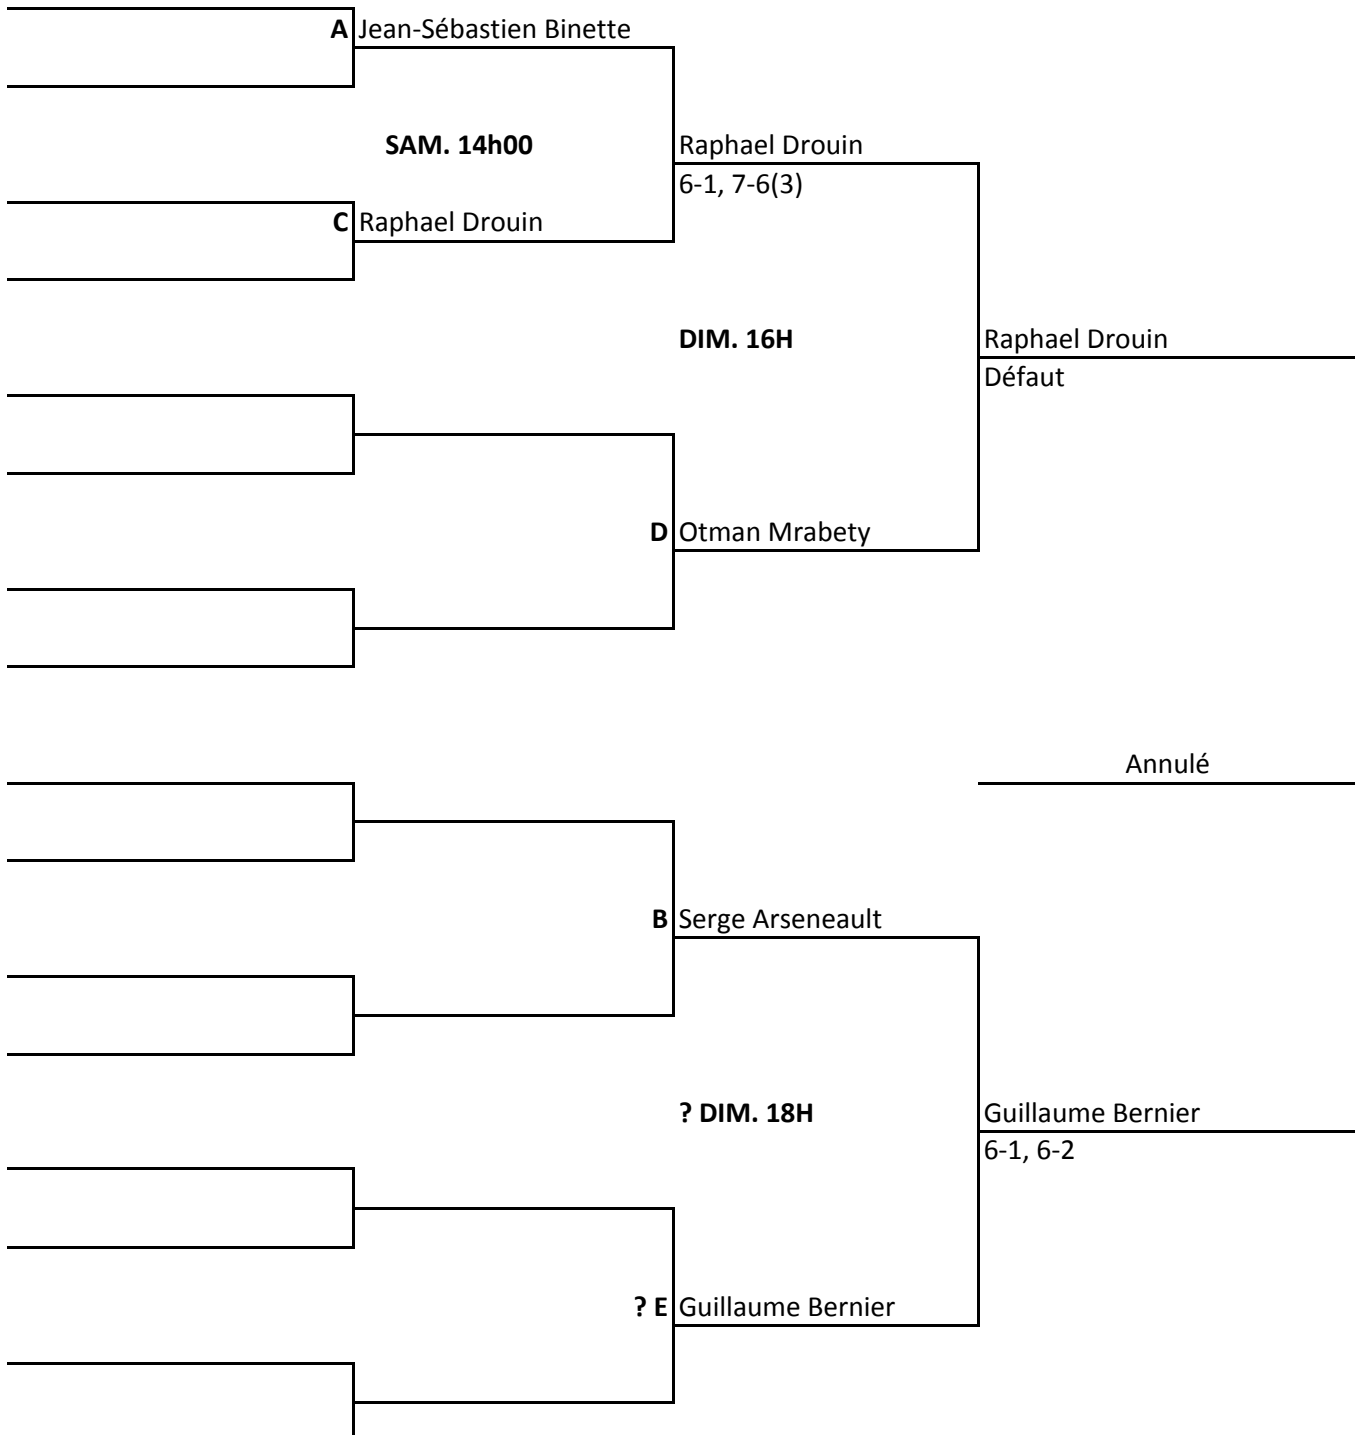 A Jean-Sébastien Binette
SAM. 14h00
Raphael Drouin
6-1, 7-6(3)
C Raphael Drouin
DIM. 16H
Raphael Drouin
Défaut
D Otman Mrabety
Annulé
B Serge Arseneault
? DIM. 18H
Guillaume Bernier
6-1, 6-2
? E Guillaume Bernier